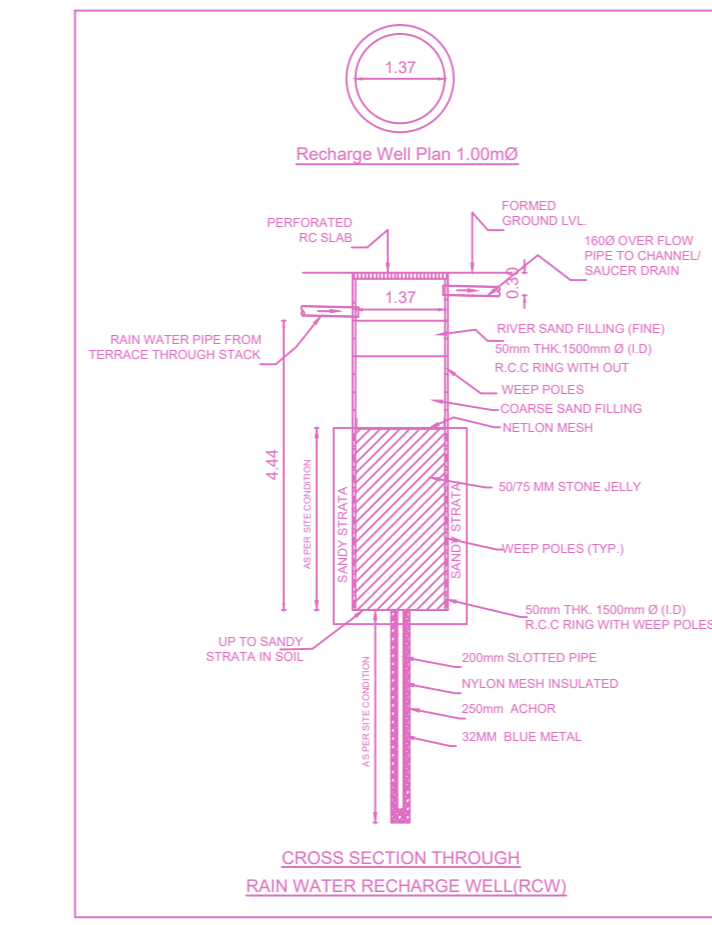 1.37
Recharge Well Plan 1.00mØ
FORMED
GROUND LVL.
PERFORATED
RC SLAB
160Ø OVER FLOW
PIPE TO CHANNEL/
SAUCER DRAIN
0.30
1.37
RAIN WATER PIPE FROM
TERRACE THROUGH STACK
RIVER SAND FILLING (FINE)
50mm THK.1500mm Ø (I.D)
R.C.C RING WITH OUT
WEEP POLES
COARSE SAND FILLING
NETLON MESH
4.44
AS PER SITE CONDITION
SANDY STRATA
SANDY STRATA
50/75 MM STONE JELLY
WEEP POLES (TYP.)
50mm THK. 1500mm Ø (I.D)
R.C.C RING WITH WEEP POLES
UP TO SANDY
STRATA IN SOIL
AS PER SITE CONDITION
200mm SLOTTED PIPE
NYLON MESH INSULATED
250mm ACHOR
32MM BLUE METAL
CROSS SECTION THROUGH
RAIN WATER RECHARGE WELL(RCW)